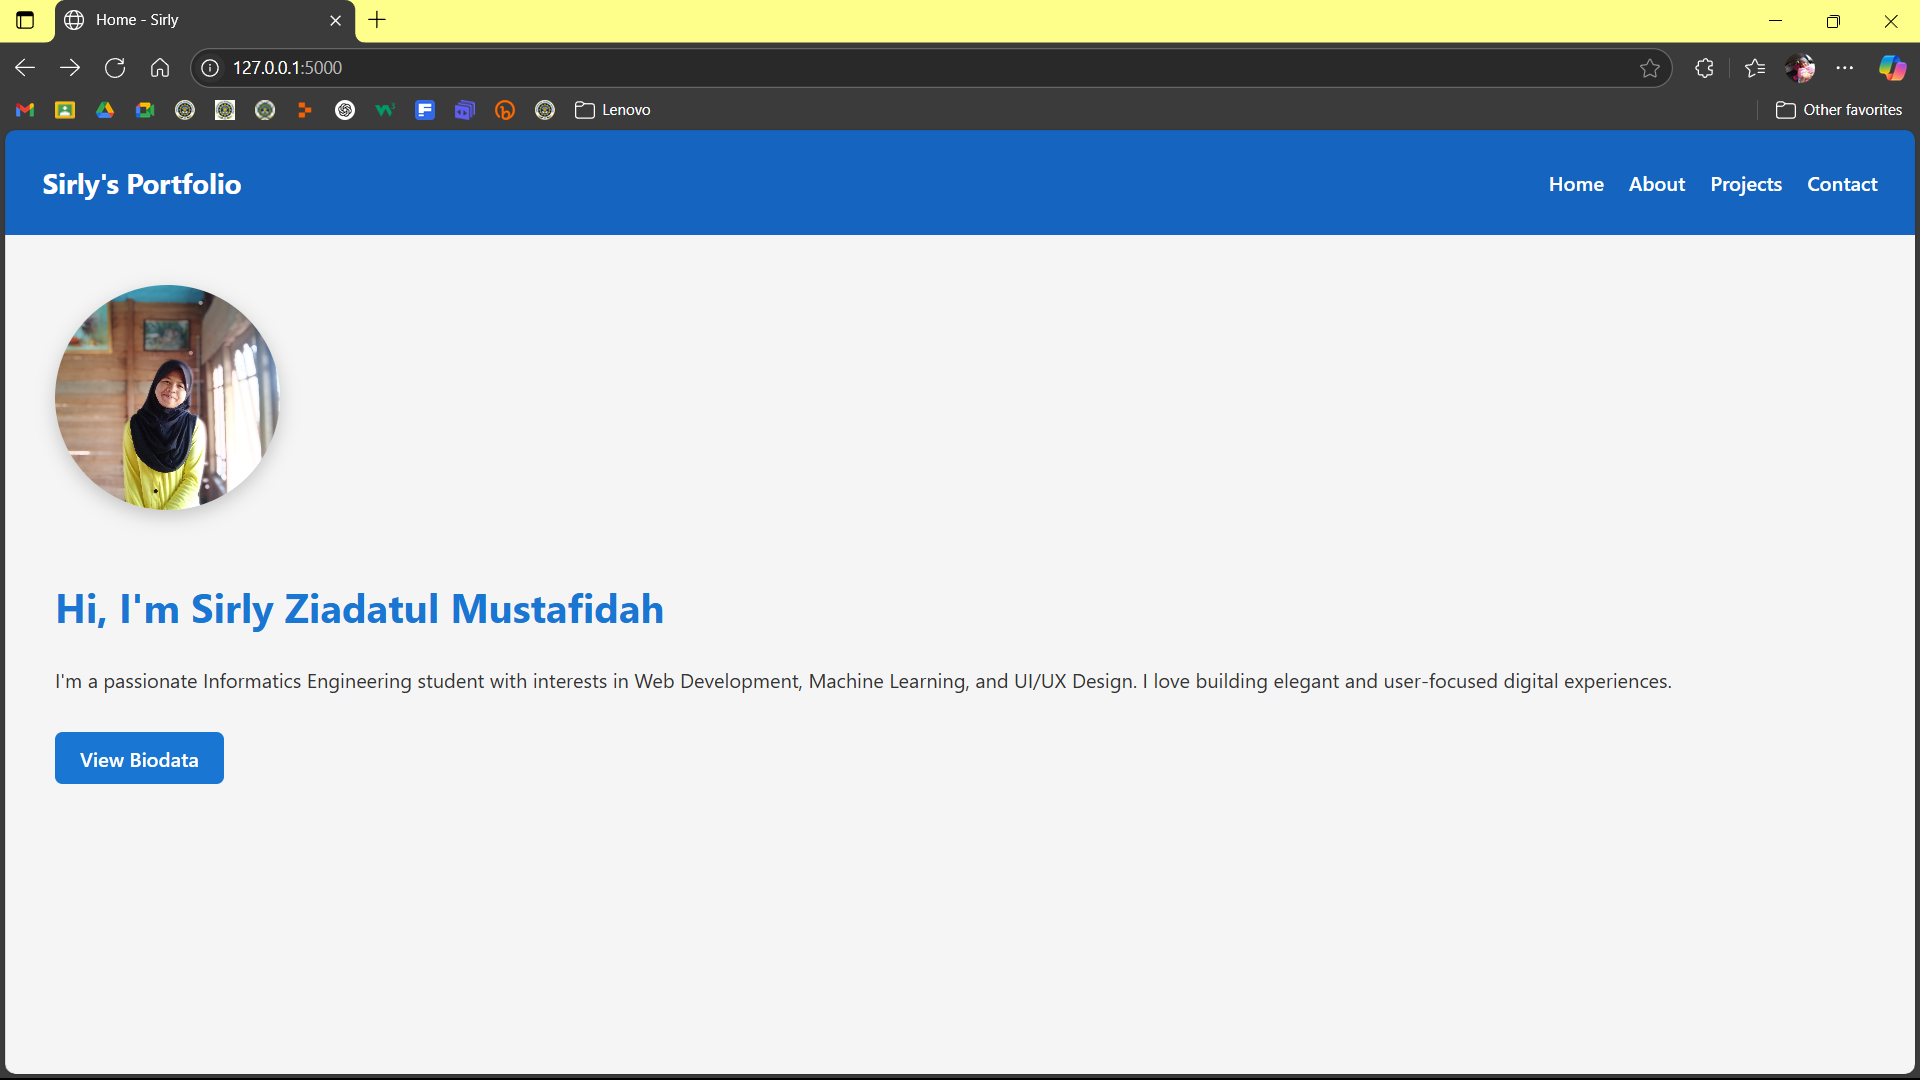 Home - Sirly
127.0.0.1:5000
Lenovo
Other favorites
Sirly's Portfolio
Home
About
Projects
Contact
Hi, I'm Sirly Ziadatul Mustafidah
I'm a passionate Informatics Engineering student with interests in Web Development, Machine Learning, and UI/UX Design. I love building elegant and user-focused digital experiences.
View Biodata